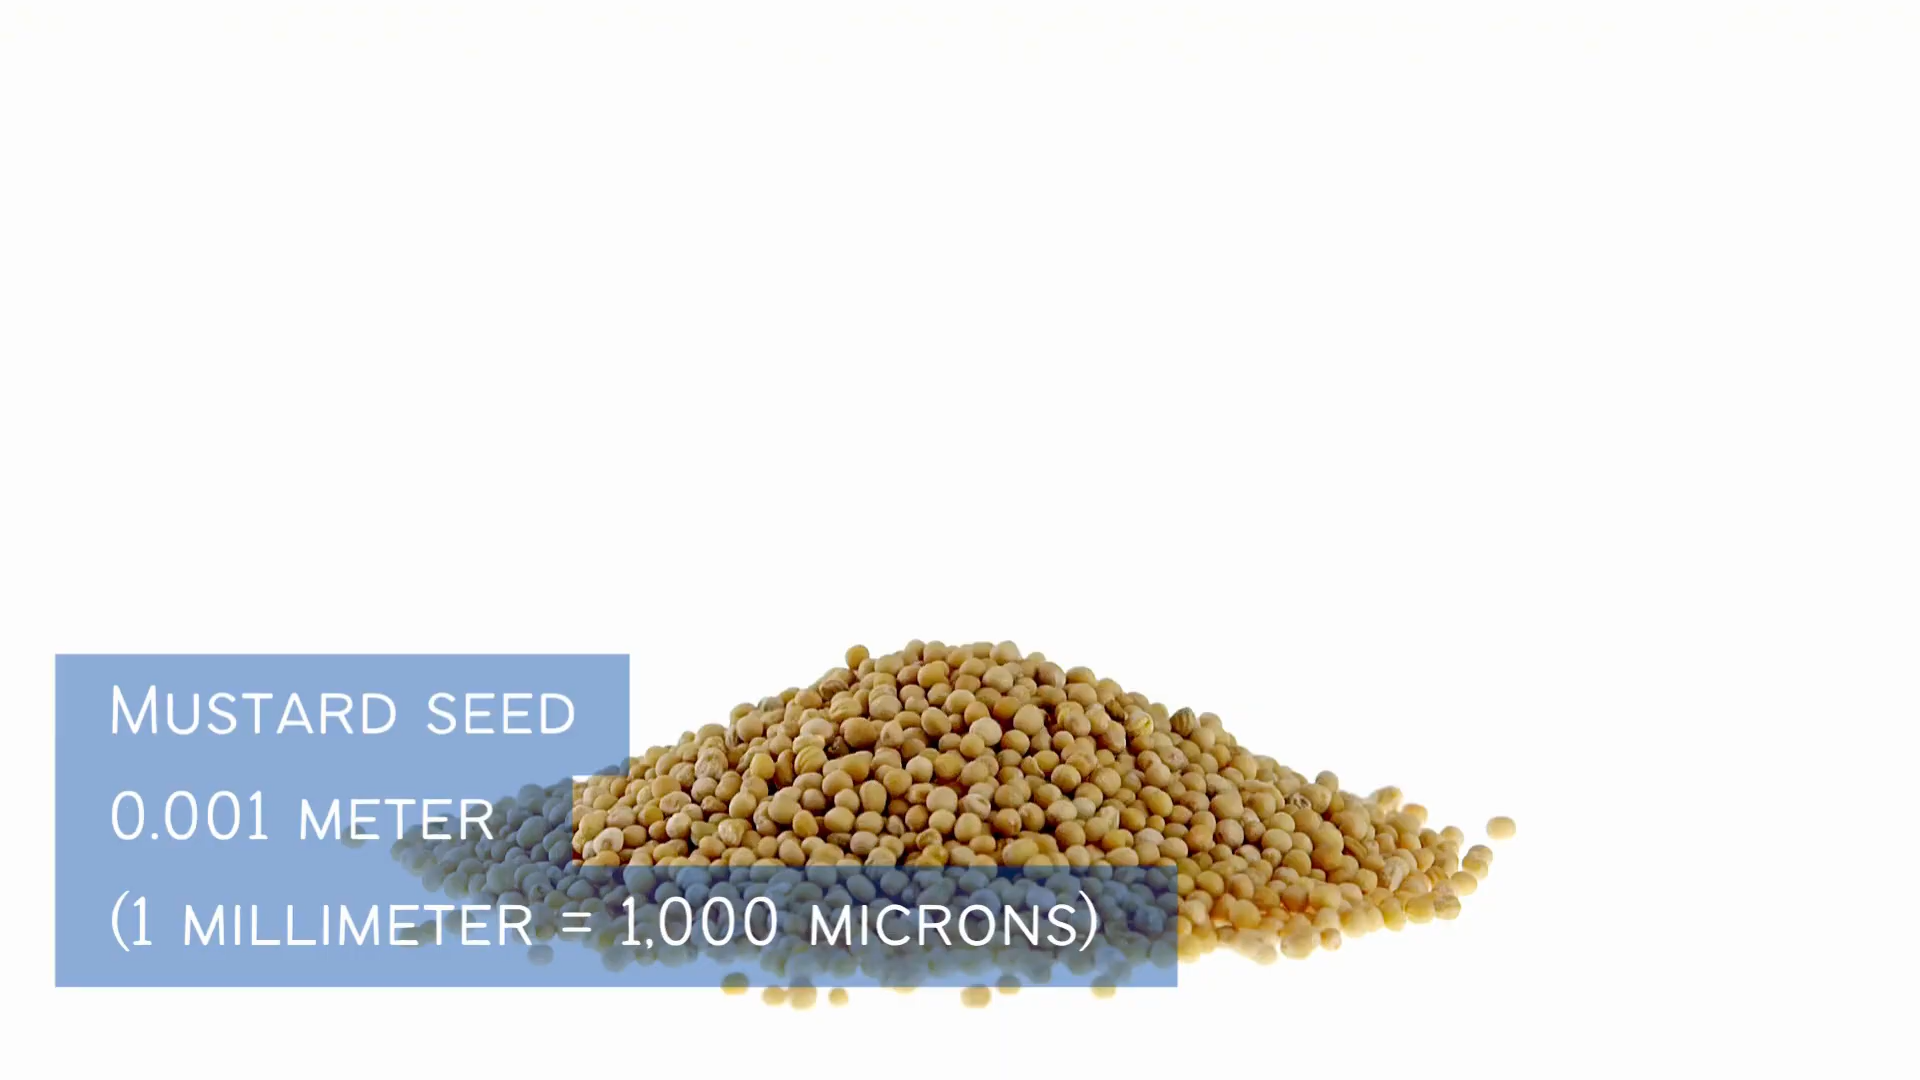 Mustard seed
0.001 meter
(1 millimeter = 1,000 microns)